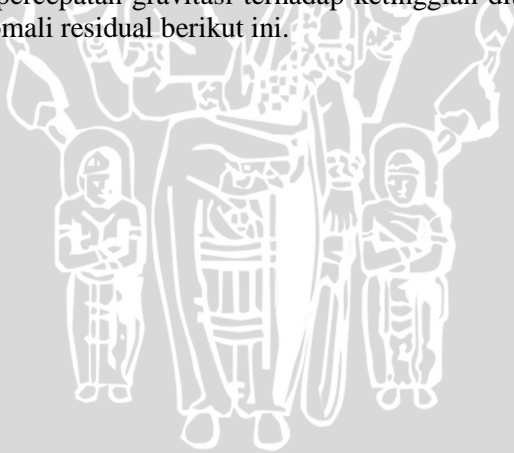 percepatan gravitasi terhadap ketinggian
omali residual berikut ini.